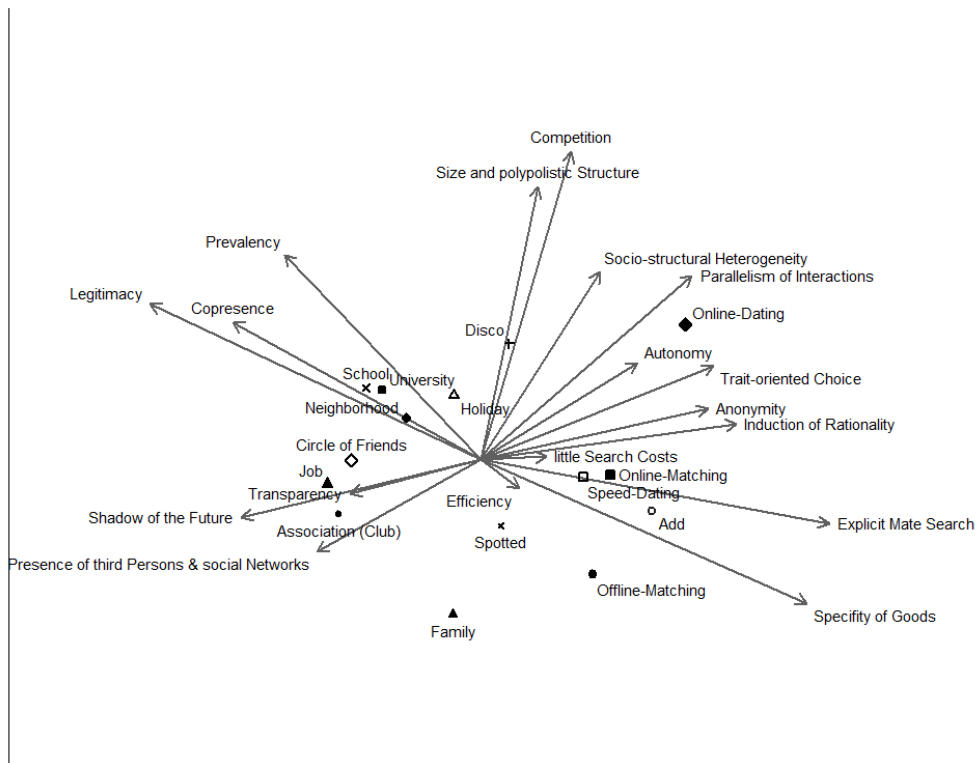 Competition
Size and polypolistic Structure
Prevalency
Socio-structural Heterogeneity
Parallelism of Interactions
Legitimacy
Copresence
Online-Dating
Disco
Autonomy
School
University
Trait-oriented Choice
Neighborhood
Holiday
Anonymity
Induction of Rationality
Circle of Friends
little Search Costs
Job
Online-Matching
Transparency
Speed-Dating
Efficiency
Shadow of the Future
Association (Club)
Add
Explicit Mate Search
Spotted
Presence of third Persons & social Networks
Offline-Matching
Specifity of Goods
Family